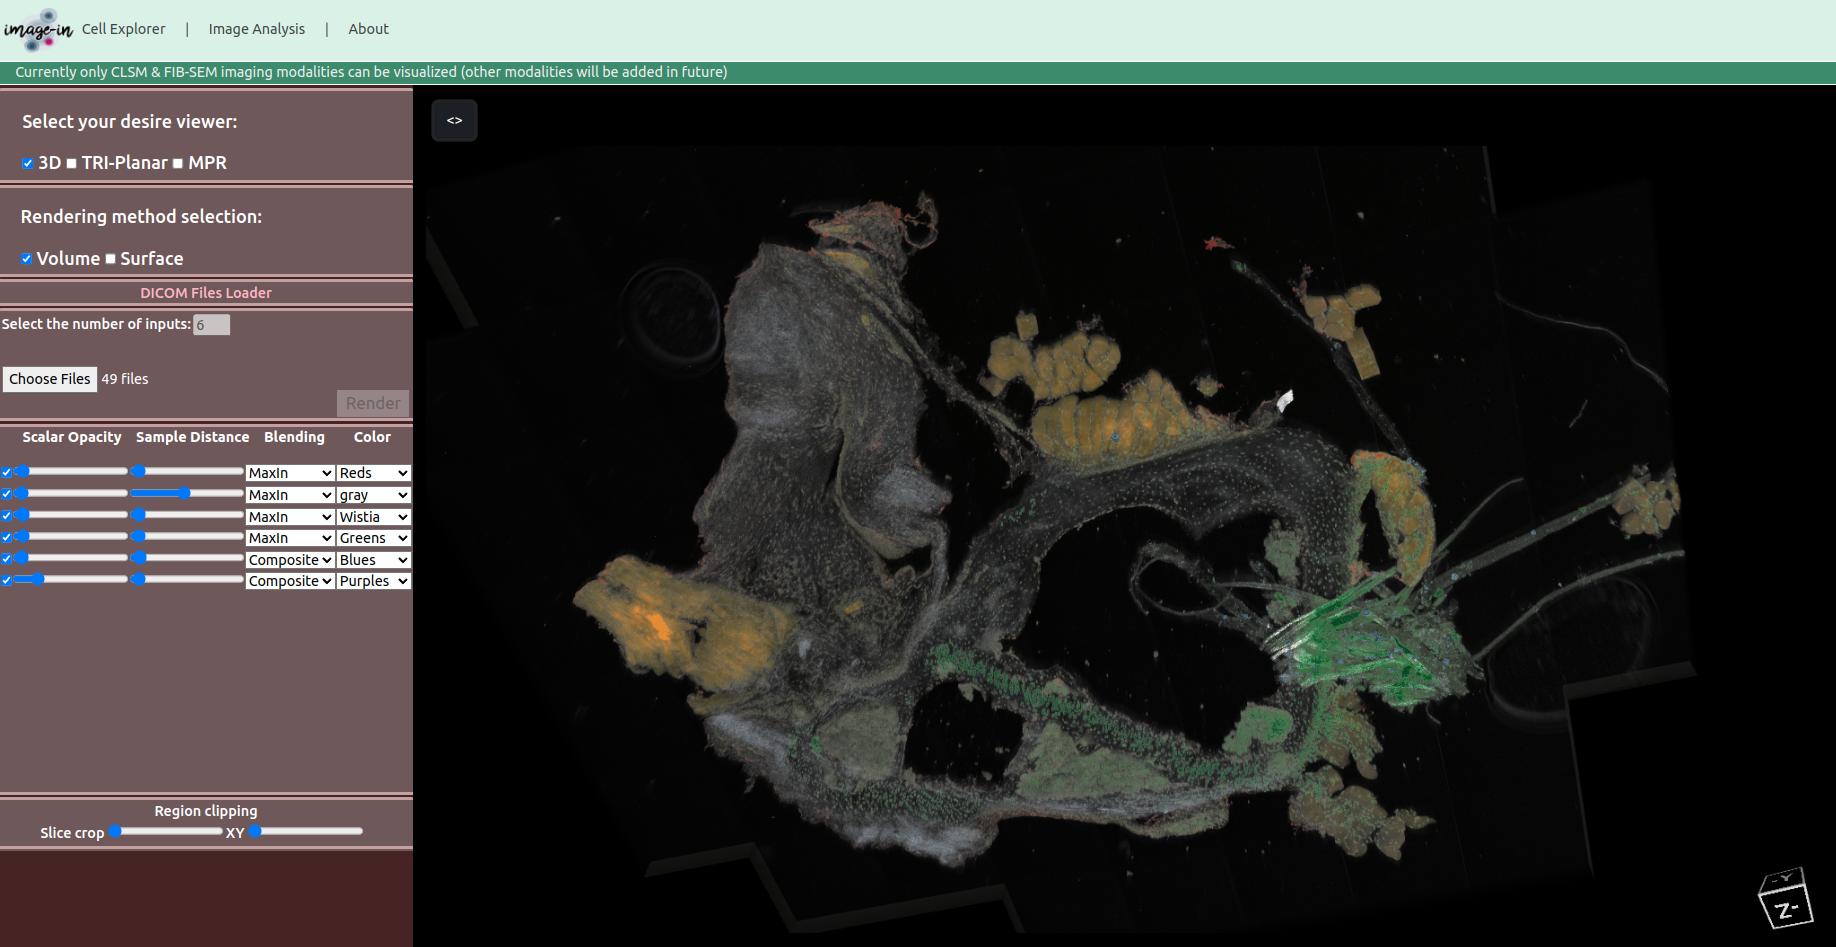 image-in Cell Explorer | Image Analysis | About
Currently only CLSM & FIB-SEM imaging modalities can be visualized (other modalities will be added in future)
<>
Select your desire viewer:
3D TRI-Planar MPR
Rendering method selection:
Volume Surface
DICOM Files Loader
Select the number of inputs: 6
Choose Files 49 files
Render
Scalar Opacity Sample Distance Blending Color
MaxIn Reds
MaxIn gray
MaxIn Wistia
MaxIn Greens
Composite Blues
Composite Purples
Region clipping
Slice crop XY
-Y
Z-